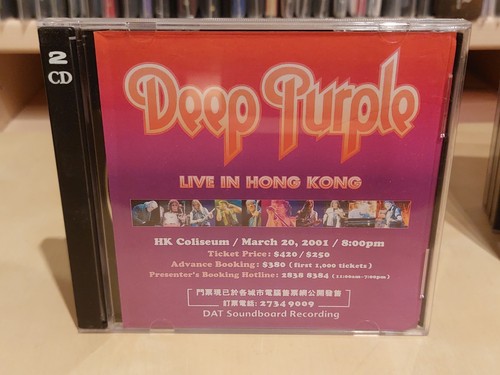 2
CD
Deep Purple
LIVE IN HONG KONG
HK Coliseum / March 20, 2001 / 8:00pm
Ticket Price: $420 / $250
Advance Booking: $380 (first 1,000 tickets)
Presenter's Booking Hotline: 2838 8384 (11:00am-7:00pm)
門票現已於各城市電腦售票網公開發售
訂票電話: 2734 9009
DAT Soundboard Recording